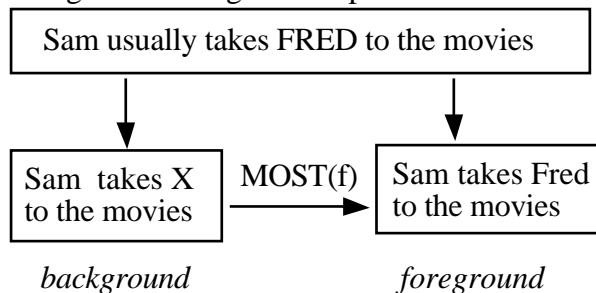 Sam usually takes FRED to the movies
Sam takes X
to the movies
MOST(f)
Sam takes Fred
to the movies
background
foreground